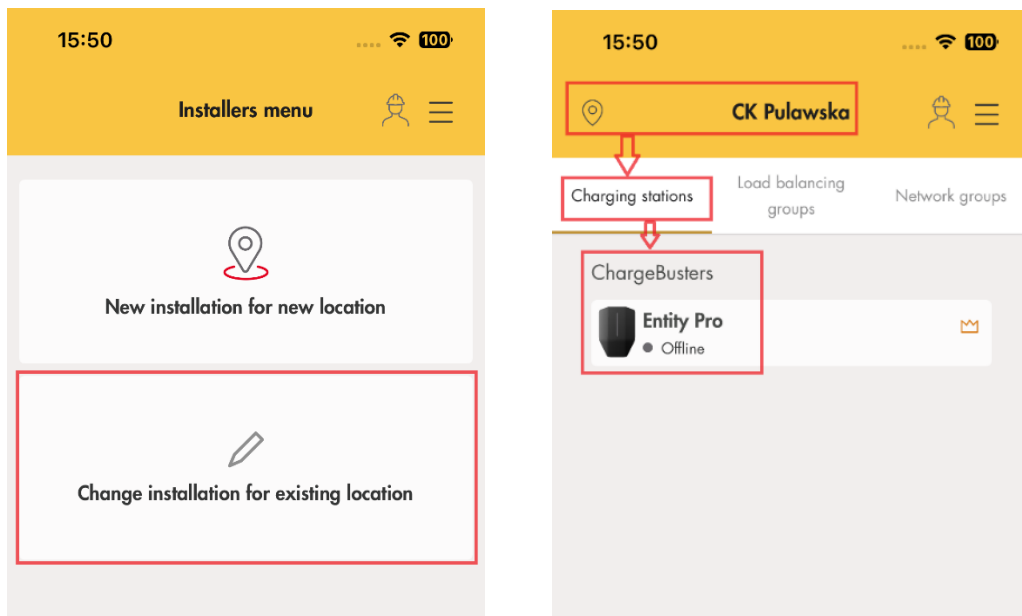 15:50
100
Installers menu
New installation for new location
Change installation for existing location
15:50
100
CK Pulawska
Charging stations
Load balancing
groups
Network groups
ChargeBusters
Entity Pro
Offline